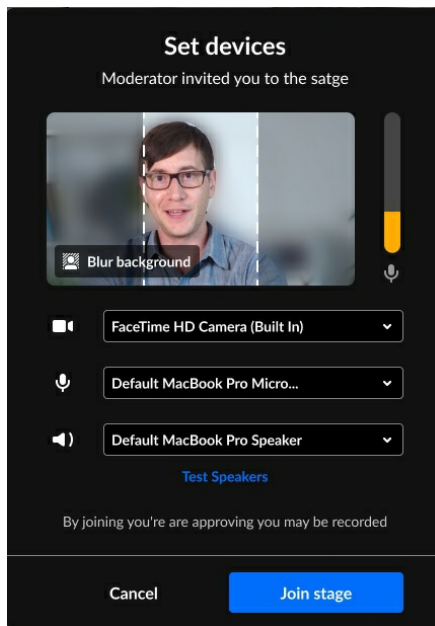 Set devices
Moderator invited you to the satge
Blur background
FaceTime HD Camera (Built In)
Default MacBook Pro Micro...
Default MacBook Pro Speaker
Test Speakers
By joining you're are approving you may be recorded
Cancel
Join stage